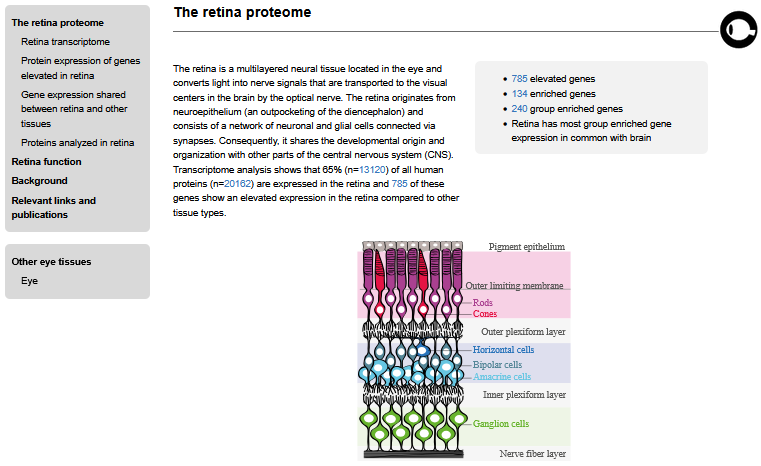 The retina proteome
Retina transcriptome
Protein expression of genes
elevated in retina
Gene expression shared
between retina and other
tissues
Proteins analyzed in retina
Retina function
Background
Relevant links and
publications
Other eye tissues
Eye
The retina proteome
The retina is a multilayered neural tissue located in the eye and
converts light into nerve signals that are transported to the visual
centers in the brain by the optical nerve. The retina originates from
neuroepithelium (an outpocketing of the diencephalon) and
consists of a network of neuronal and glial cells connected via
synapses. Consequently, it shares the developmental origin and
organization with other parts of the central nervous system (CNS).
Transcriptome analysis shows that 65% (n=13120) of all human
proteins (n=20162) are expressed in the retina and 785 of these
genes show an elevated expression in the retina compared to other
tissue types.
• 785 elevated genes
• 134 enriched genes
• 240 group enriched genes
• Retina has most group enriched gene
expression in common with brain
Pigment epithelium
Outer limiting membrane
Rods
Cones
Outer plexiform layer
Horizontal cells
Bipolar cells
Amacrine cells
Inner plexiform layer
Ganglion cells
Nerve fiber layer